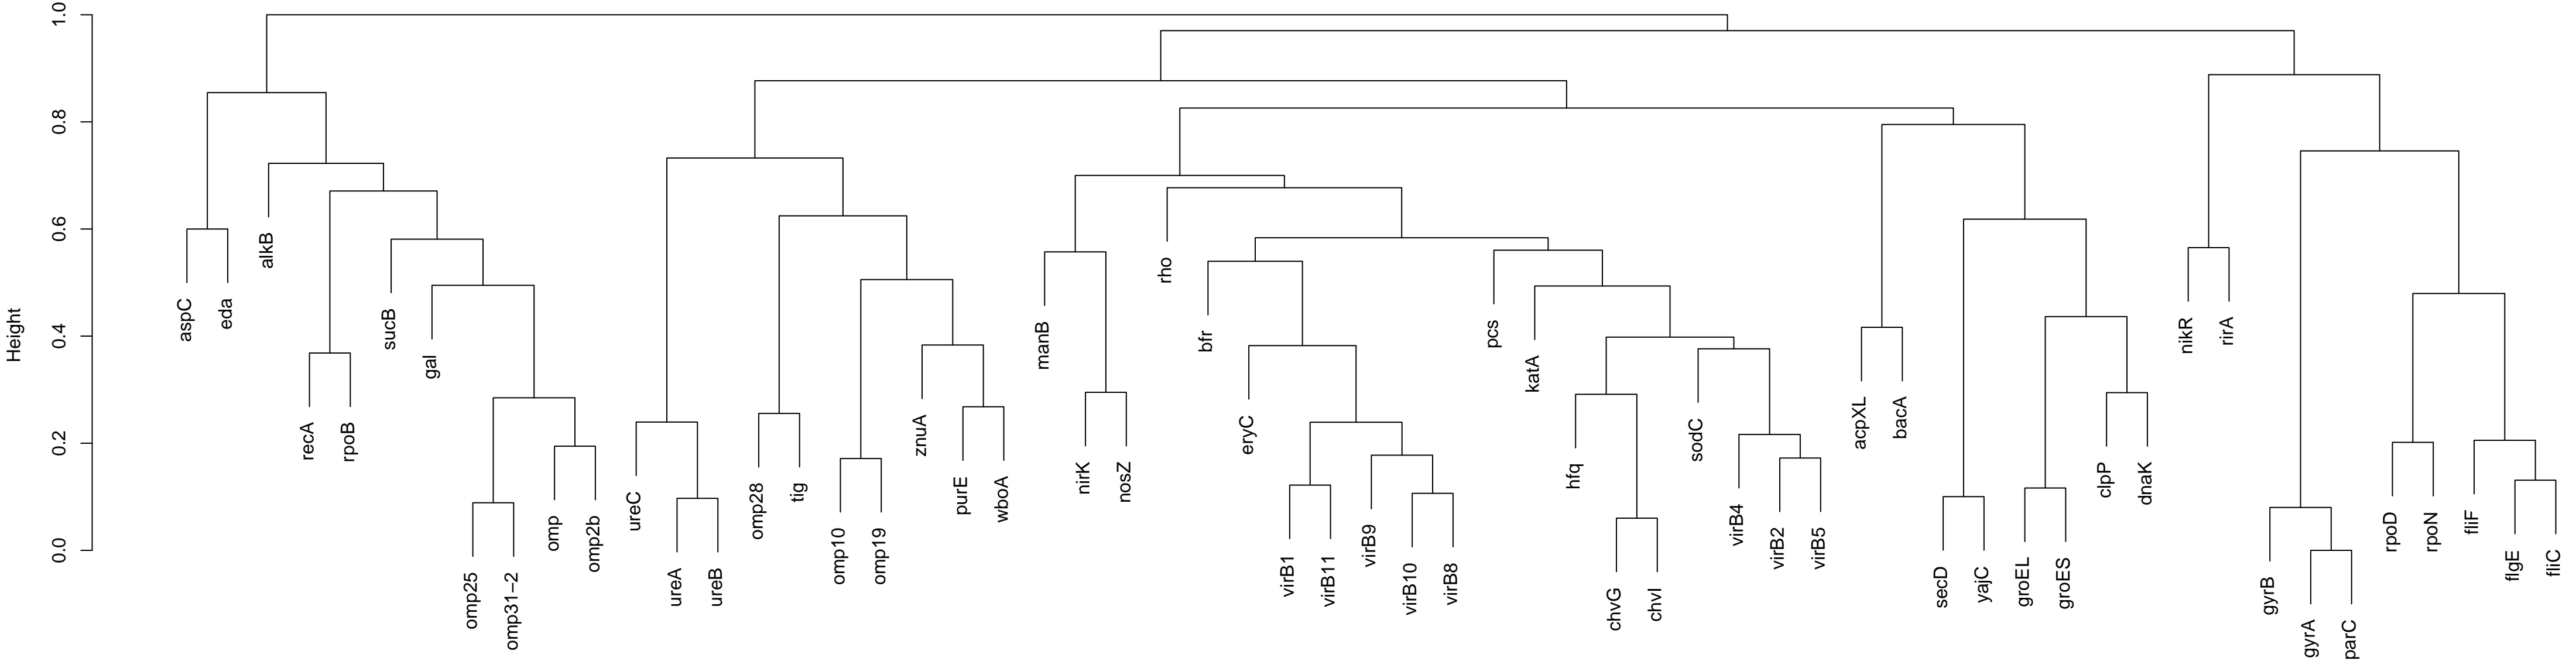 Height
1.0
0.8
0.6
0.4
0.2
0.0
aspC
eda
alkB
recA
rpoB
sucB
gal
omp25
omp31−2
omp
omp2b
ureC
ureA
ureB
omp28
tig
omp10
omp19
znuA
purE
wboA
manB
nirK
nosZ
rho
bfr
eryC
virB1
virB11
virB9
virB10
virB8
pcs
katA
hfq
chvG
chvI
sodC
virB4
virB2
virB5
acpXL
bacA
secD
yajC
groEL
groES
clpP
dnaK
nikR
rirA
gyrB
gyrA
parC
rpoD
rpoN
fliF
flgE
fliC